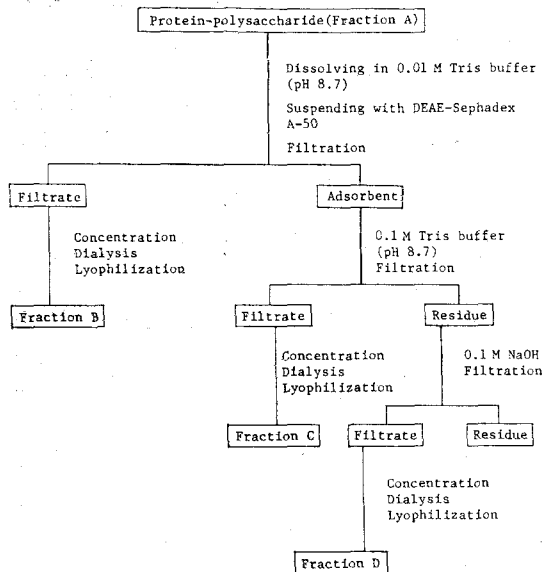 Protein-polysaccharide(Fraction A)
Dissolving in 0.01 M Tris buffer
(pH 8.7)
Suspending with DEAE-Sephadex
A-50
Filtration
Filtrate
Adsorbent
Concentration
Dialysis
Lyophilization
0.1 M Tris buffer
(pH 8.7)
Filtration
Fraction B
Filtrate
Residue
Concentration
Dialysis
Lyophilization
0.1 M NaOH
Filtration
Fraction C
Filtrate
Residue
Concentration
Dialysis
Lyophilization
Fraction D